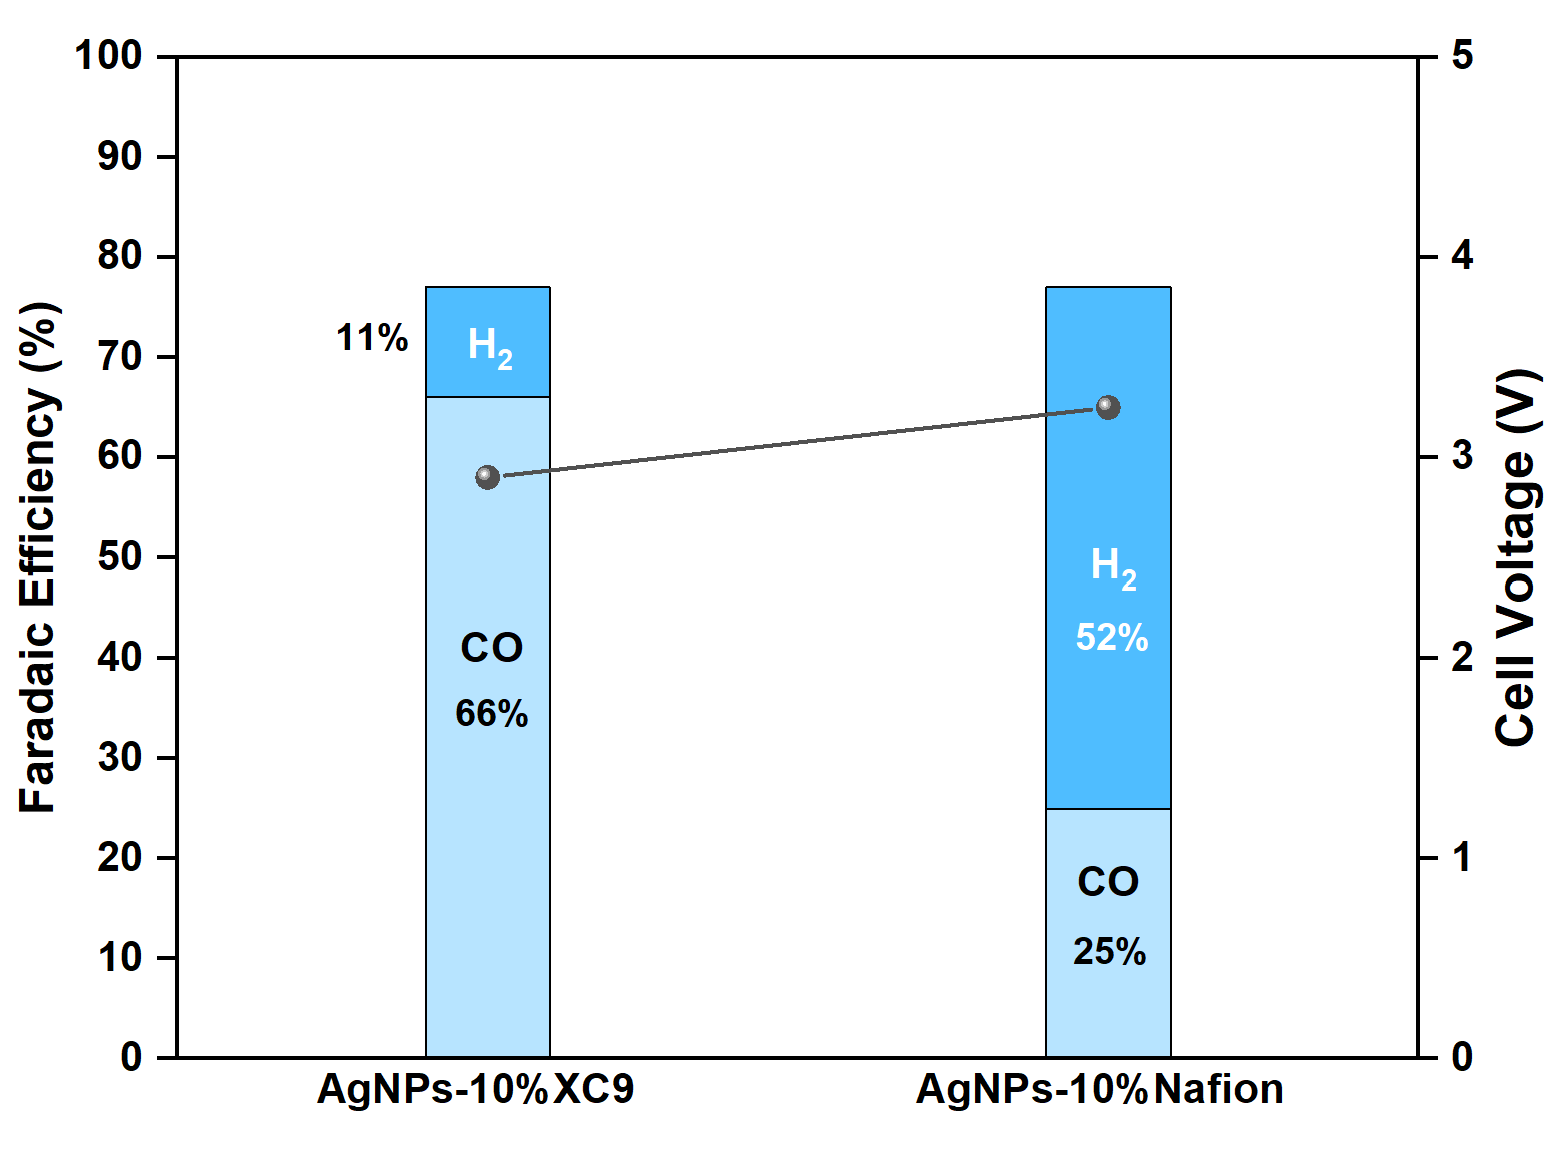 100
90
80
70
60
50
40
30
20
10
0
Faradaic Efficiency (%)
11%
H2
CO
66%
H2
52%
CO
25%
5
4
3
2
1
0
Cell Voltage (V)
AgNPs-10%XC9
AgNPs-10%Nafion